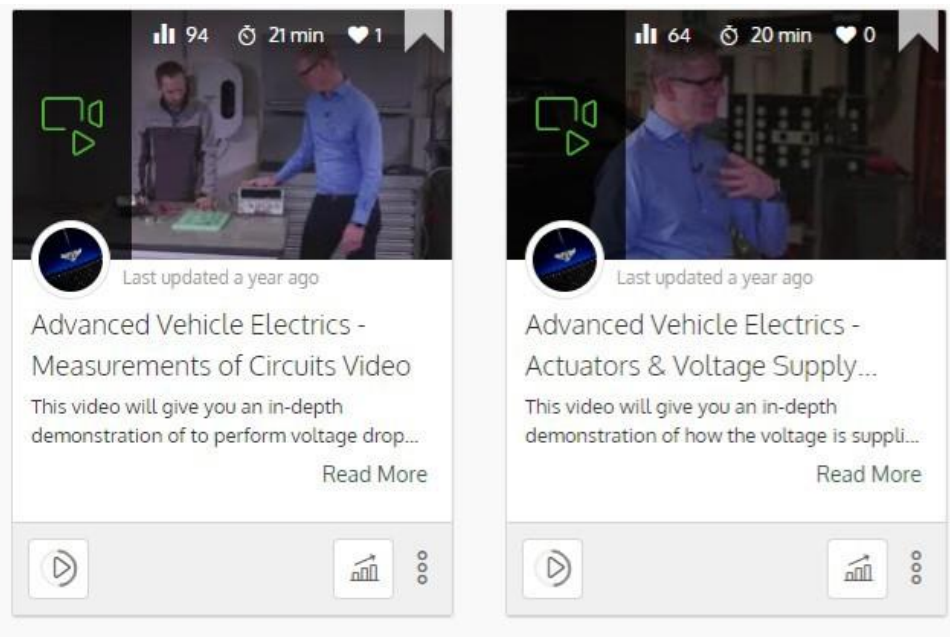 94 21 min 1
Last updated a year ago
Advanced Vehicle Electrics -
Measurements of Circuits Video
This video will give you an in-depth
demonstration of to perform voltage drop...
Read More
64 20 min 0
Last updated a year ago
Advanced Vehicle Electrics -
Actuators & Voltage Supply...
This video will give you an in-depth
demonstration of how the voltage is suppli...
Read More